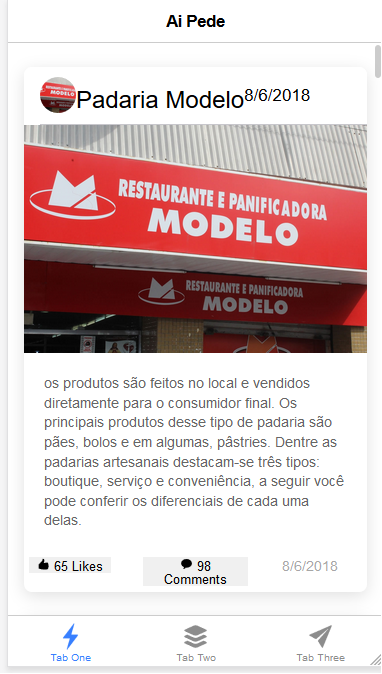 Ai Pede
Padaria Modelo 8/6/2018
RESTAURANTE E PANIFICADORA
MODELO
RESTAURANTE E PANIFICADORA
MODELO
os produtos são feitos no local e vendidos
diretamente para o consumidor final. Os
principais produtos desse tipo de padaria são
pães, bolos e em algumas, pâstries. Dentre as
padarias artesanais destacam-se três tipos:
boutique, serviço e conveniência, a seguir você
pode conferir os diferenciais de cada uma
delas.
65 Likes
98
Comments
8/6/2018
Tab One
Tab Two
Tab Three